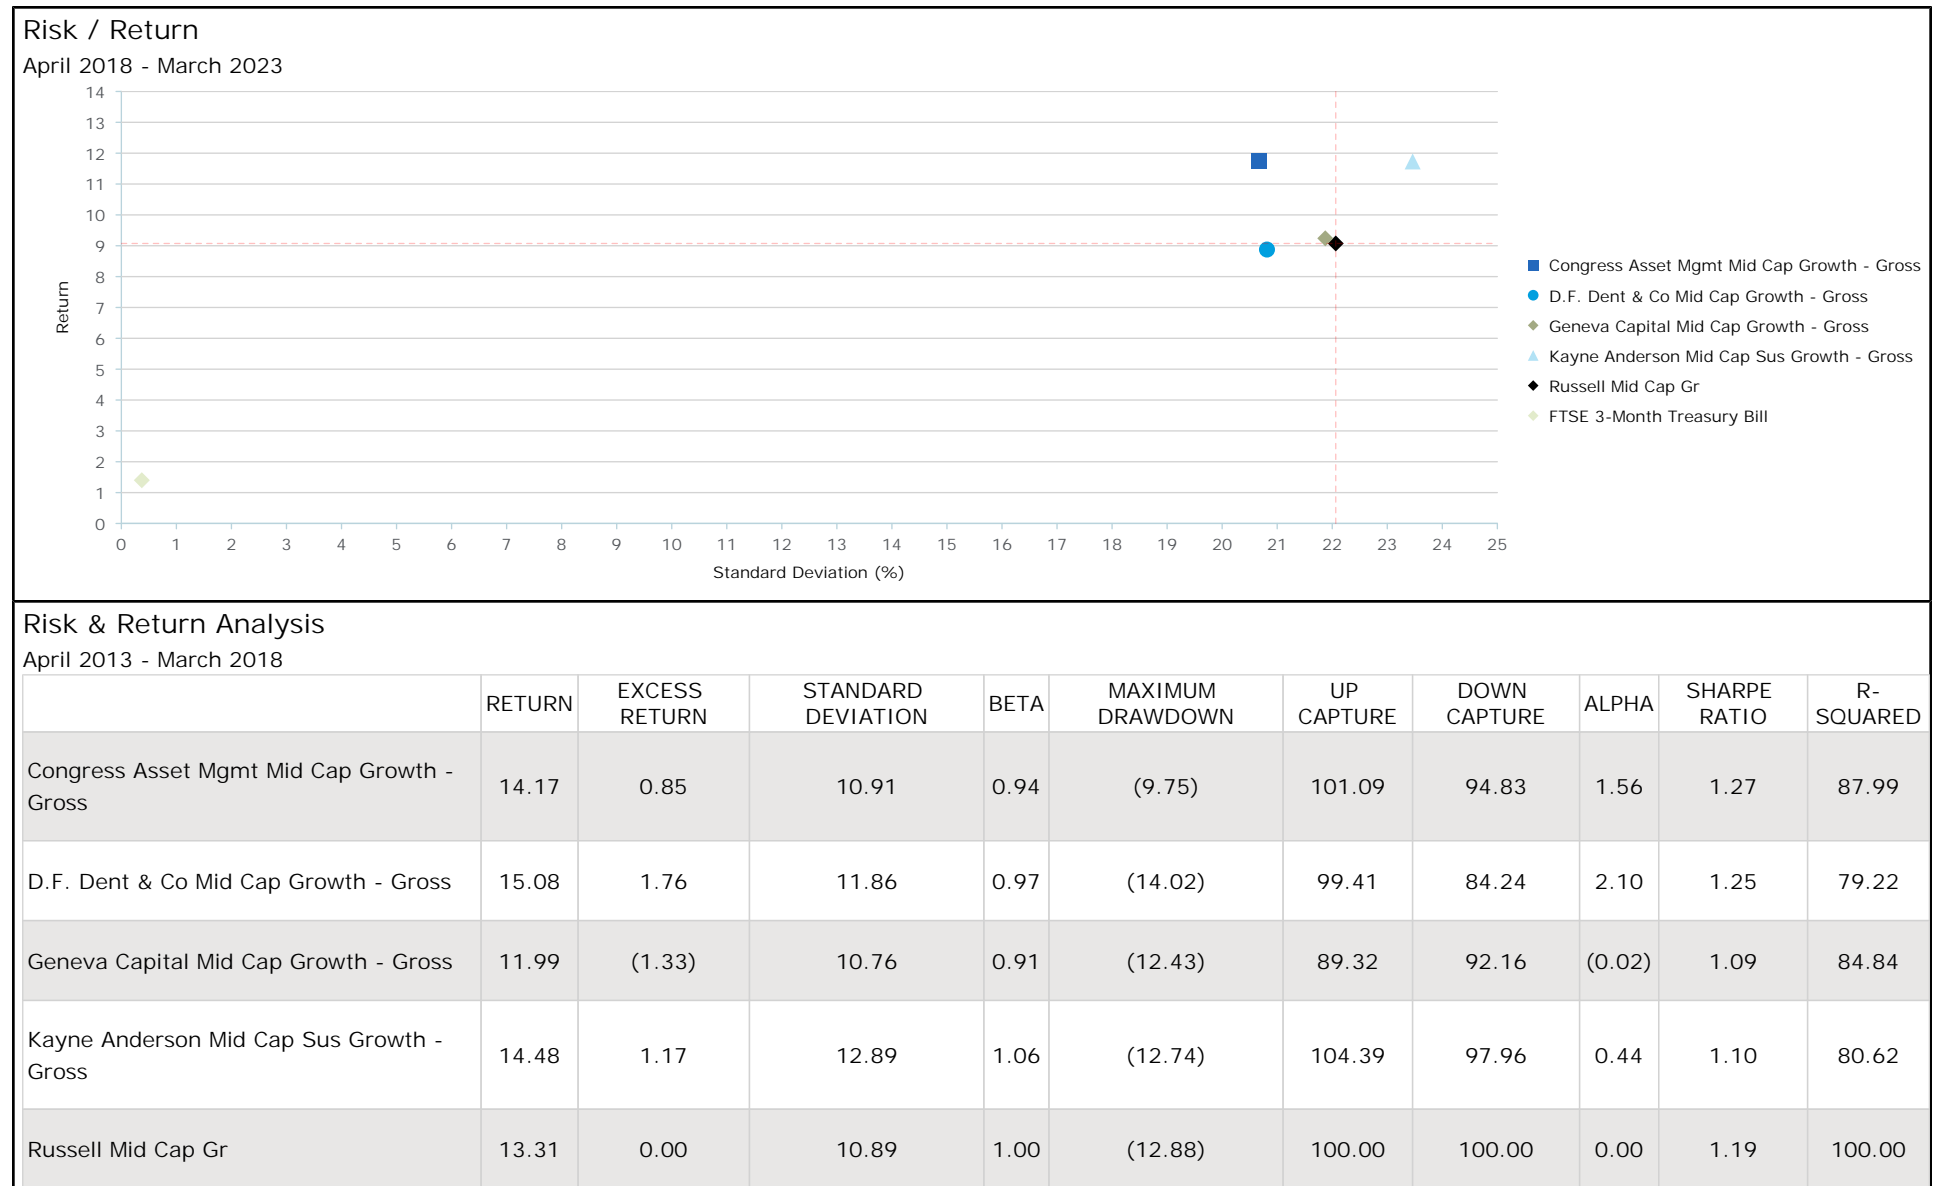 Risk / Return
April 2018 - March 2023
14
13
12
11
10
9
8
7
6
5
4
3
2
1
0
Return
0 1 2 3 4 5 6 7 8 9 10 11 12 13 14 15 16 17 18 19 20 21 22 23 24 25
Standard Deviation (%)
Congress Asset Mgmt Mid Cap Growth - Gross
D.F. Dent & Co Mid Cap Growth - Gross
Geneva Capital Mid Cap Growth - Gross
Kayne Anderson Mid Cap Sus Growth - Gross
Russell Mid Cap Gr
FTSE 3-Month Treasury Bill
Risk & Return Analysis
April 2013 - March 2018
RETURN EXCESS RETURN STANDARD DEVIATION BETA MAXIMUM DRAWDOWN UP CAPTURE DOWN CAPTURE ALPHA SHARPE RATIO R-SQUARED
Congress Asset Mgmt Mid Cap Growth - Gross 14.17 0.85 10.91 0.94 (9.75) 101.09 94.83 1.56 1.27 87.99
D.F. Dent & Co Mid Cap Growth - Gross 15.08 1.76 11.86 0.97 (14.02) 99.41 84.24 2.10 1.25 79.22
Geneva Capital Mid Cap Growth - Gross 11.99 (1.33) 10.76 0.91 (12.43) 89.32 92.16 (0.02) 1.09 84.84
Kayne Anderson Mid Cap Sus Growth - Gross 14.48 1.17 12.89 1.06 (12.74) 104.39 97.96 0.44 1.10 80.62
Russell Mid Cap Gr 13.31 0.00 10.89 1.00 (12.88) 100.00 100.00 0.00 1.19 100.00